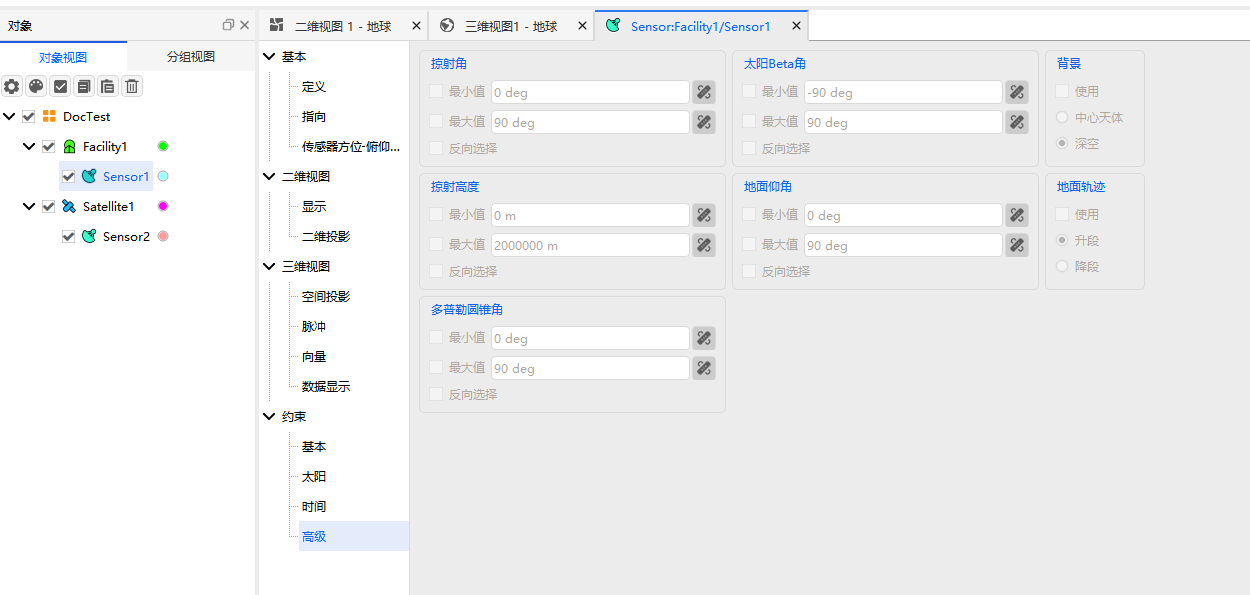 对象
对象视图
分组视图
DocTest
Facility1
Sensor1
Satellite1
Sensor2
二维视图 1 - 地球
三维视图1 - 地球
Sensor:Facility1/Sensor1
基本
定义
指向
传感器方位-俯仰...
二维视图
显示
二维投影
三维视图
空间投影
脉冲
向量
数据显示
约束
基本
太阳
时间
高级
掠射角
最小值 0 deg
最大值 90 deg
反向选择
太阳Beta角
最小值 -90 deg
最大值 90 deg
反向选择
背景
使用
中心天体
深空
掠射高度
最小值 0 m
最大值 2000000 m
反向选择
地面仰角
最小值 0 deg
最大值 90 deg
反向选择
地面轨迹
使用
升段
降段
多普勒圆锥角
最小值 0 deg
最大值 90 deg
反向选择